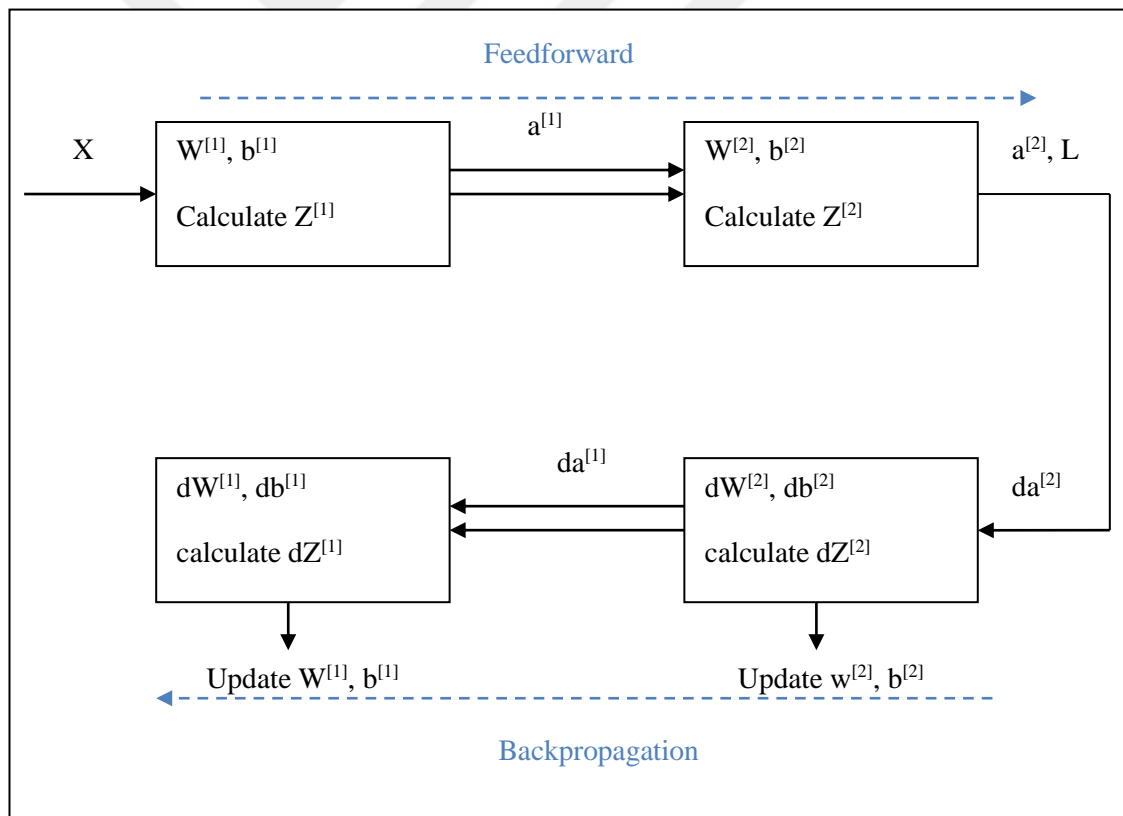 Feedforward
X
a[1]
W[1], b[1]
Calculate Z[1]
W[2], b[2]
Calculate Z[2]
a[2], L
da[1]
da[2]
dW[1], db[1]
calculate dZ[1]
dW[2], db[2]
calculate dZ[2]
Update W[1], b[1]
Update w[2], b[2]
Backpropagation